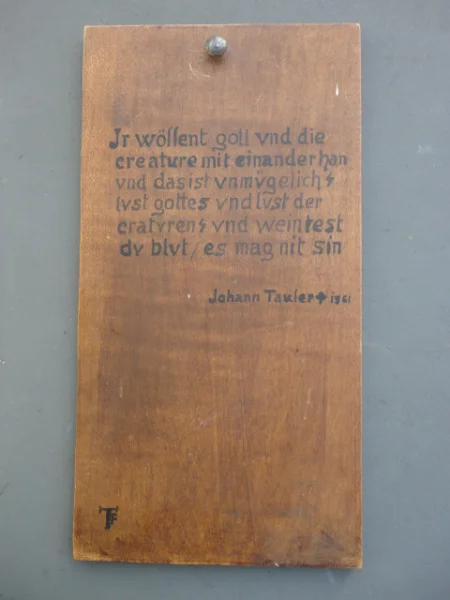 Jr wöllent gott vnd die
creature mit einander han
vnd das ist vnmügelich's
lvst gottes vnd lvst der
cratvren's vnd weintest
dv blvt/es mag nit sin
Johann Tauler✝1361
TF